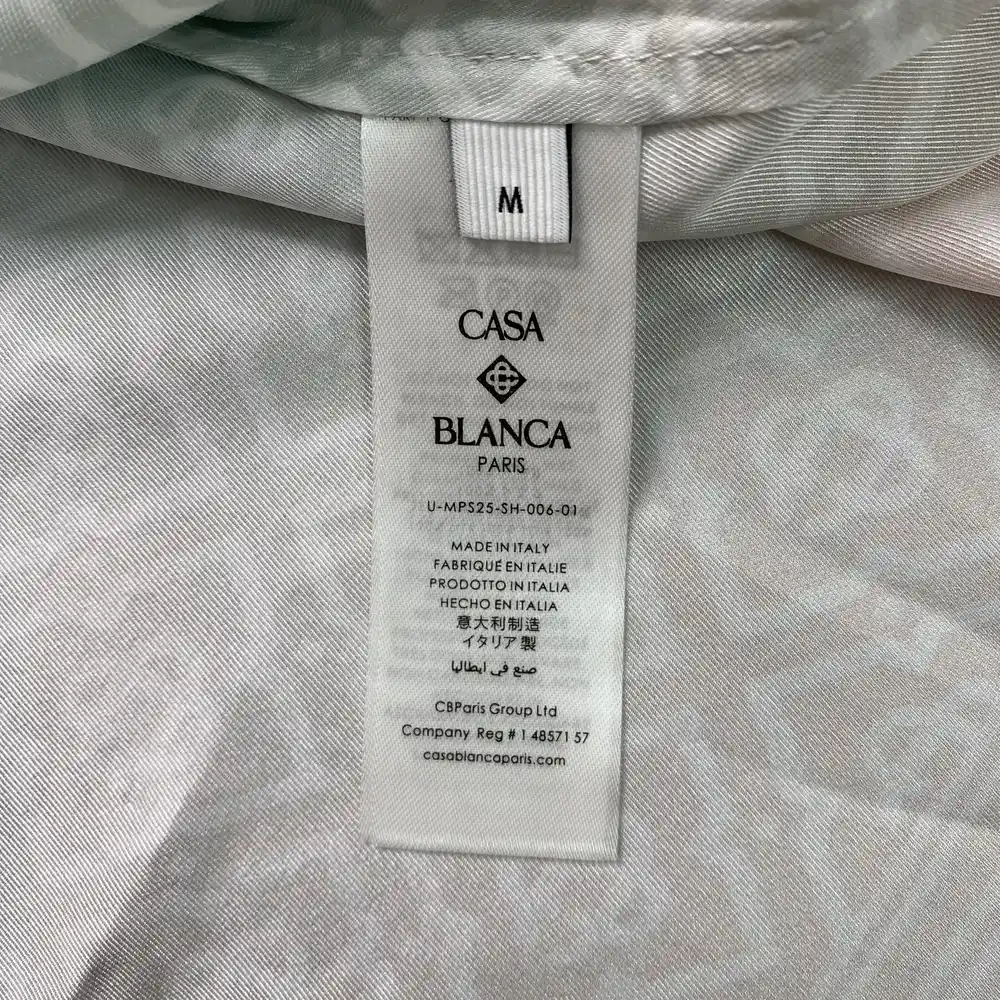 M
CASA
BLANCA
PARIS
U-MPS25-SH-006-01
MADE IN ITALY
FABRIQUÉ EN ITALIE
PRODOTTO IN ITALIA
HECHO EN ITALIA
意大利制造
イタリア製
صنع في ايطاليا
CBParis Group Ltd
Company Reg # 1 48571 57
casablancaparis.com